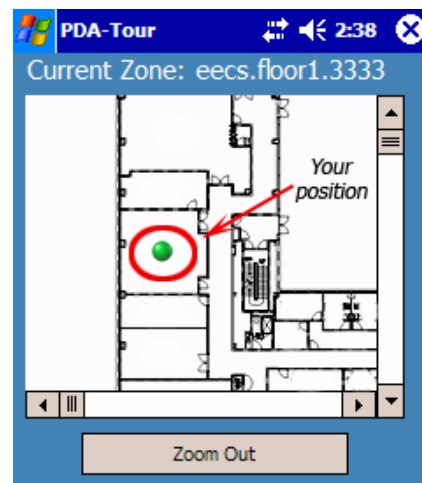 PDA-Tour 2:38
Current Zone: eecs.floor1.3333
Your
position
Zoom Out